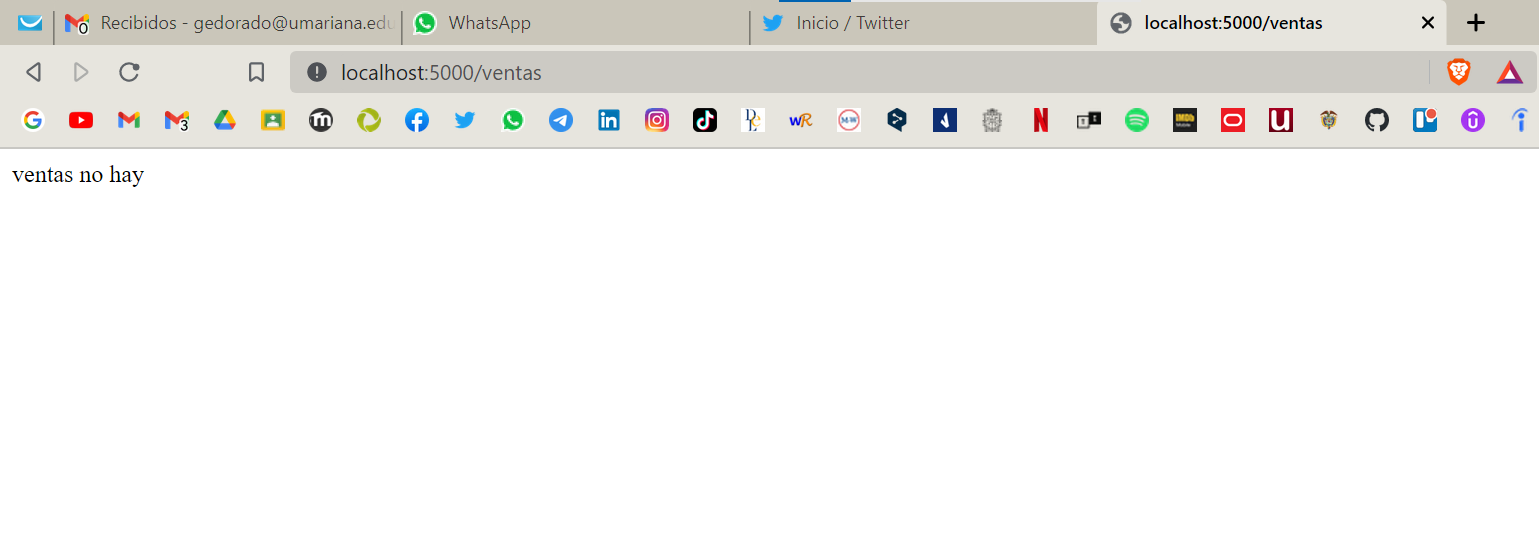 Recibidos - gedorado@umariana.edu
WhatsApp
Inicio / Twitter
localhost:5000/ventas
localhost:5000/ventas
ventas no hay